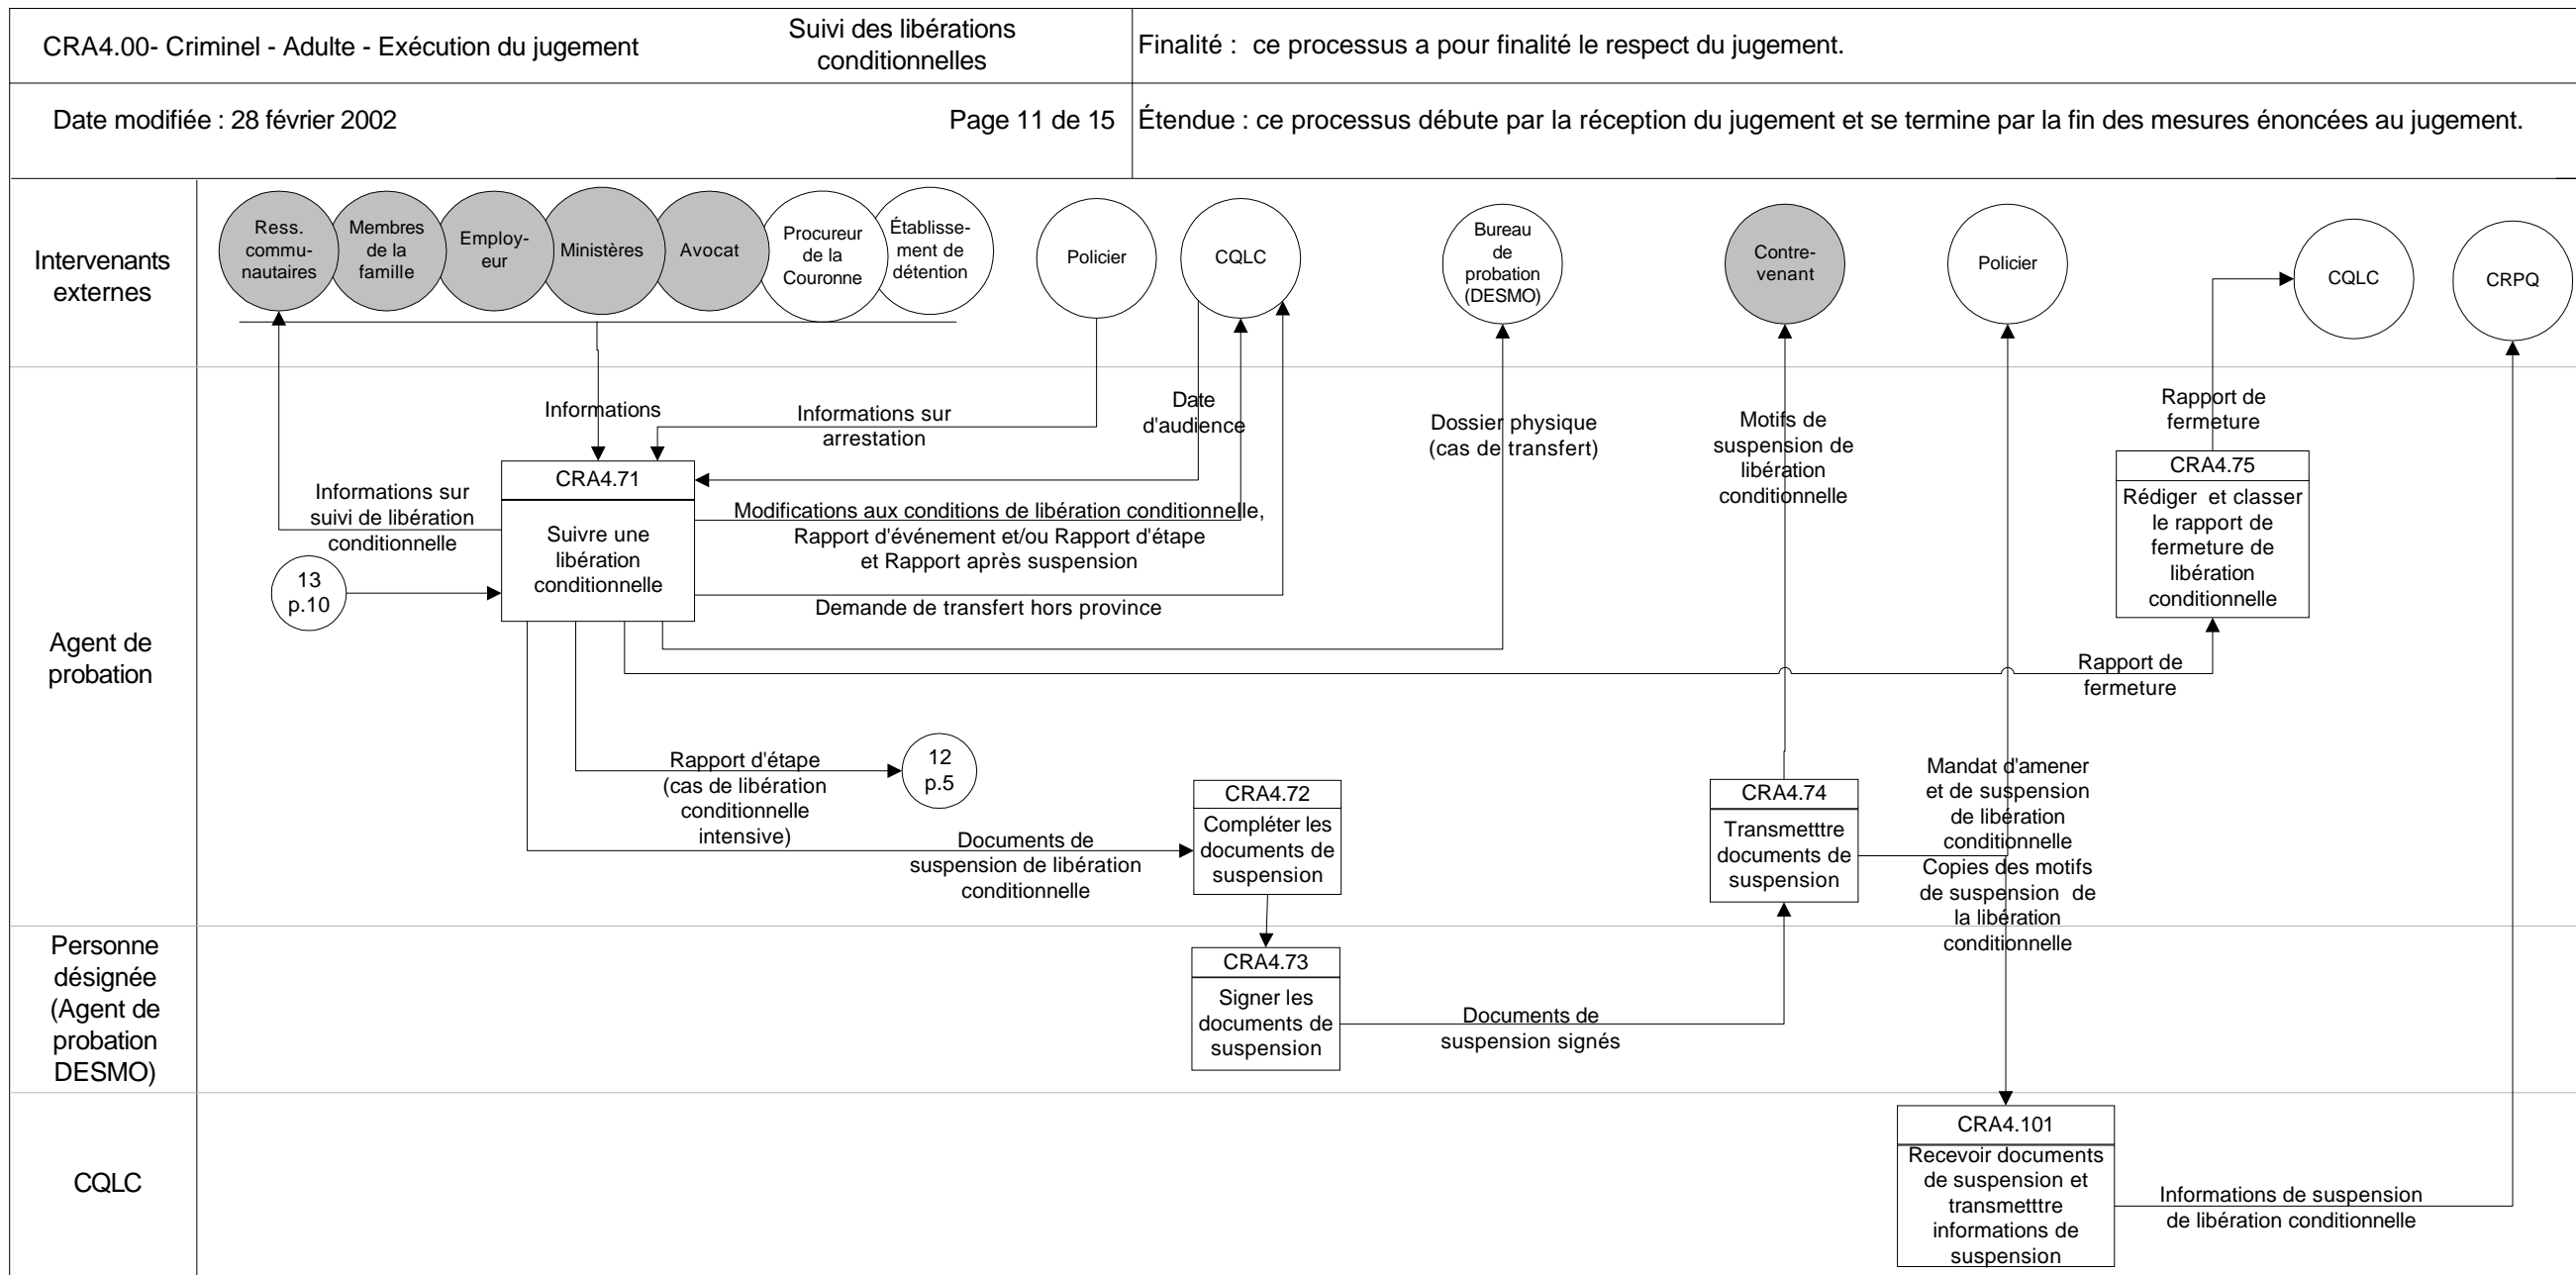 CRA4.00- Criminel - Adulte - Exécution du jugement
Suivi des libérations
conditionnelles
Finalité : ce processus a pour finalité le respect du jugement.
Date modifiée : 28 février 2002
Page 11 de 15
Étendue : ce processus débute par la réception du jugement et se termine par la fin des mesures énoncées au jugement.
Intervenants
externes
Ress.
commu-
nautaires
Membres
de la
famille
Employ-
eur
Ministères
Avocat
Procureur
de la
Couronne
Établisse-
ment de
détention
Policier
CQLC
Bureau
de
probation
(DESMO)
Contre-
venant
Policier
CQLC
CRPQ
Agent de
probation
Informations
Informations sur
arrestation
Date
d'audience
Dossier physique
(cas de transfert)
Motifs de
suspension de
libération
conditionnelle
Rapport de
fermeture
Informations sur
suivi de libération
conditionnelle
13
p.10
CRA4.71
Suivre une
libération
conditionnelle
Modifications aux conditions de libération conditionnelle,
Rapport d'événement et/ou Rapport d'étape
et Rapport après suspension
Demande de transfert hors province
CRA4.75
Rédiger et classer
le rapport de
fermeture de
libération
conditionnelle
Rapport de
fermeture
Rapport d'étape
(cas de libération
conditionnelle
intensive)
12
p.5
Documents de
suspension de libération
conditionnelle
CRA4.72
Compléter les
documents de
suspension
CRA4.74
Transmetttre
documents de
suspension
Mandat d'amener
et de suspension
de libération
conditionnelle
Copies des motifs
de suspension de
la libération
conditionnelle
Personne
désignée
(Agent de
probation
DESMO)
CRA4.73
Signer les
documents de
suspension
Documents de
suspension signés
CQLC
CRA4.101
Recevoir documents
de suspension et
transmetttre
informations de
suspension
Informations de suspension
de libération conditionnelle